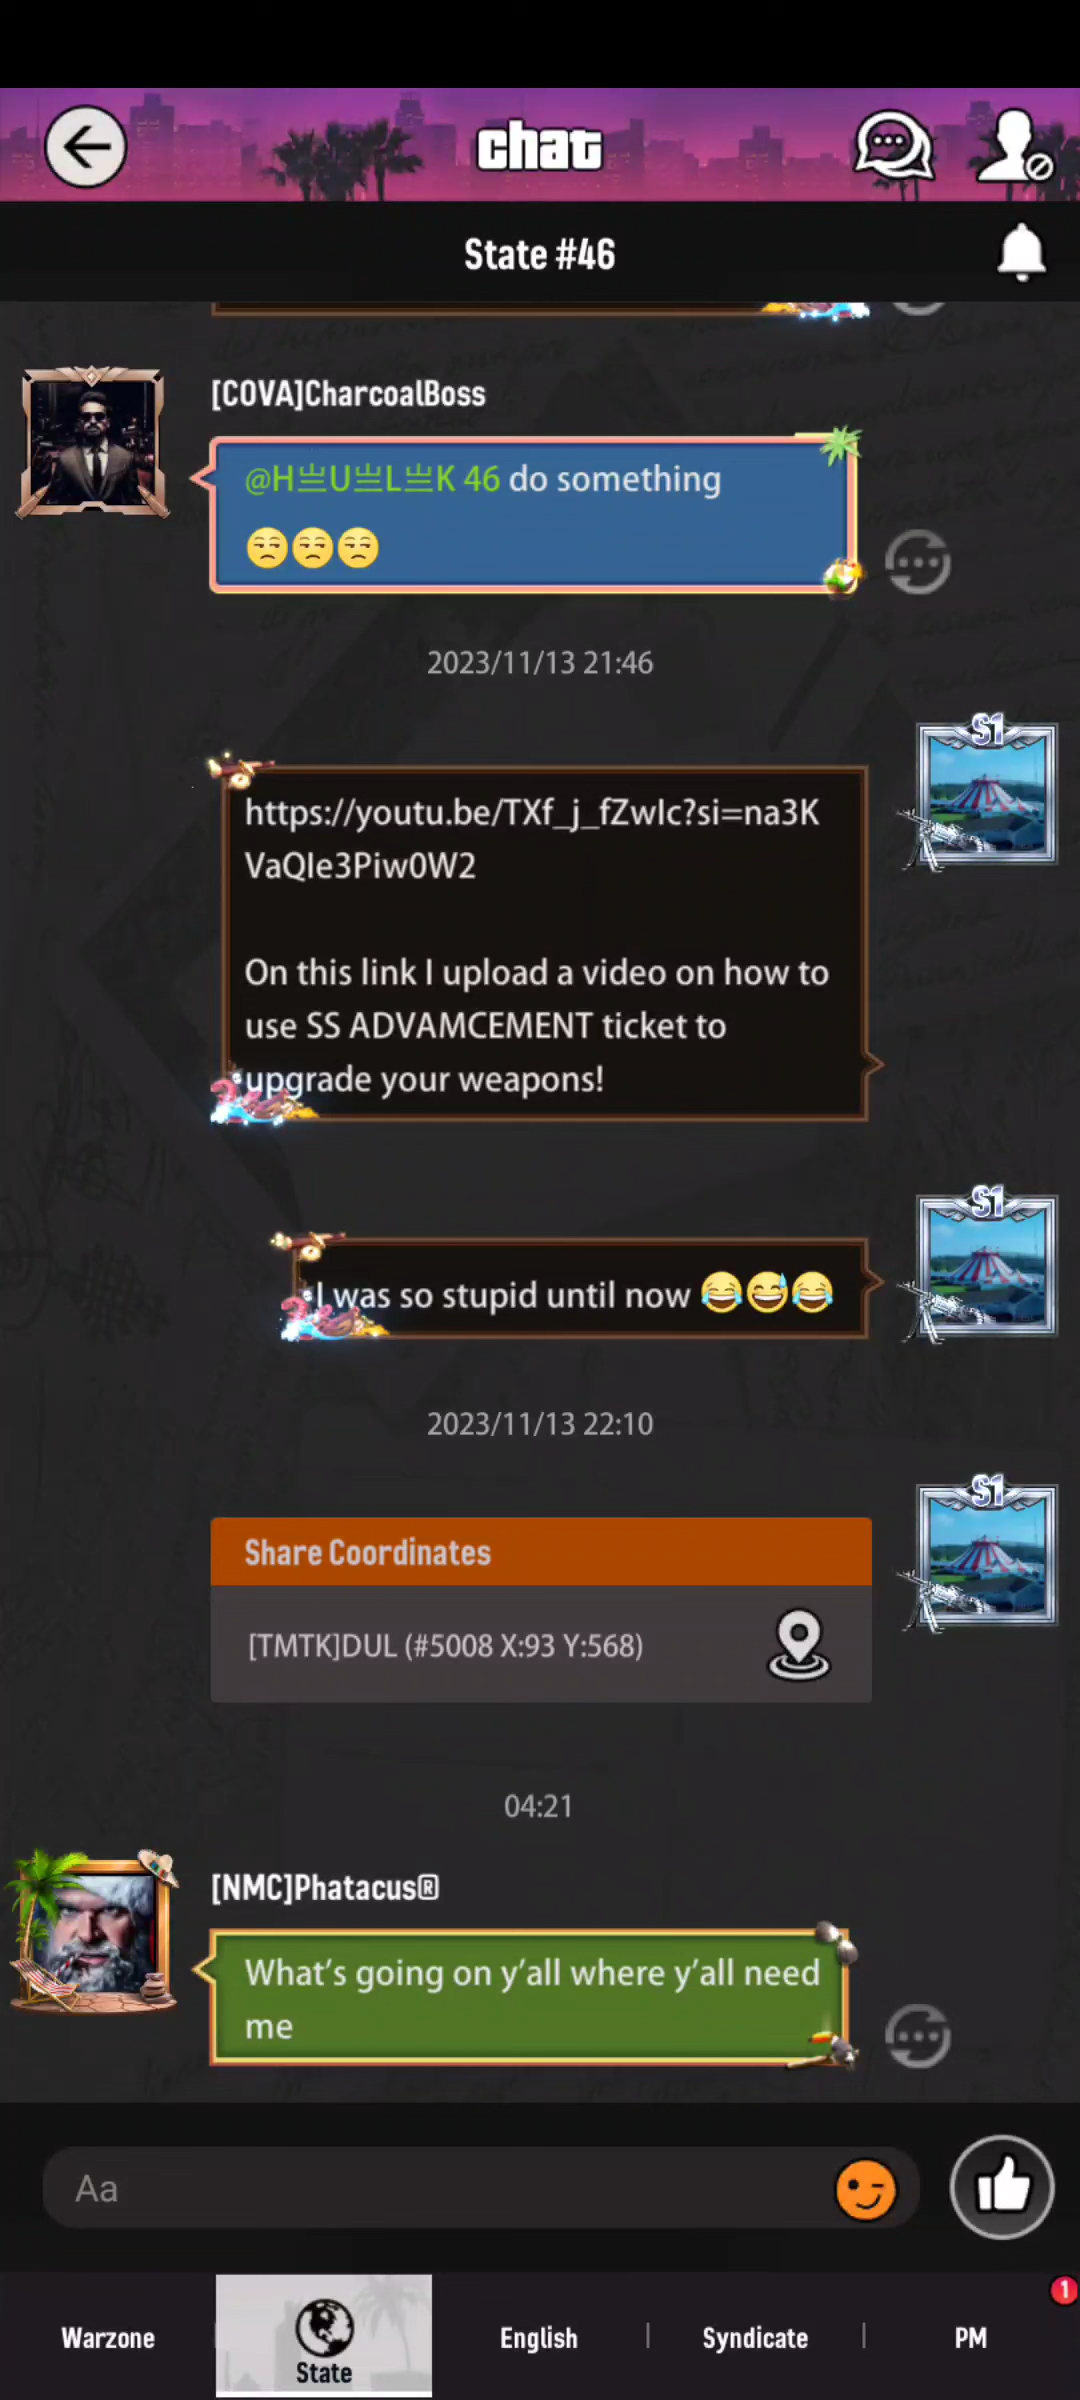 chat
State #46
[COVA]CharcoalBoss
@H亗U亗L亗K 46 do something
😒😒😒
2023/11/13 21:46
S1
https://youtu.be/TXf_j_fZwIc?si=na3K
VaQIe3Piw0W2
On this link I upload a video on how to
use SS ADVAMCEMENT ticket to
upgrade your weapons!
S1
I was so stupid until now 😂😅😂
2023/11/13 22:10
S1
Share Coordinates
[TMTK]DUL (#5008 X:93 Y:568)
04:21
[NMC]Phatacus®
What's going on y'all where y'all need
me
Aa
1
Warzone
State
English
Syndicate
PM